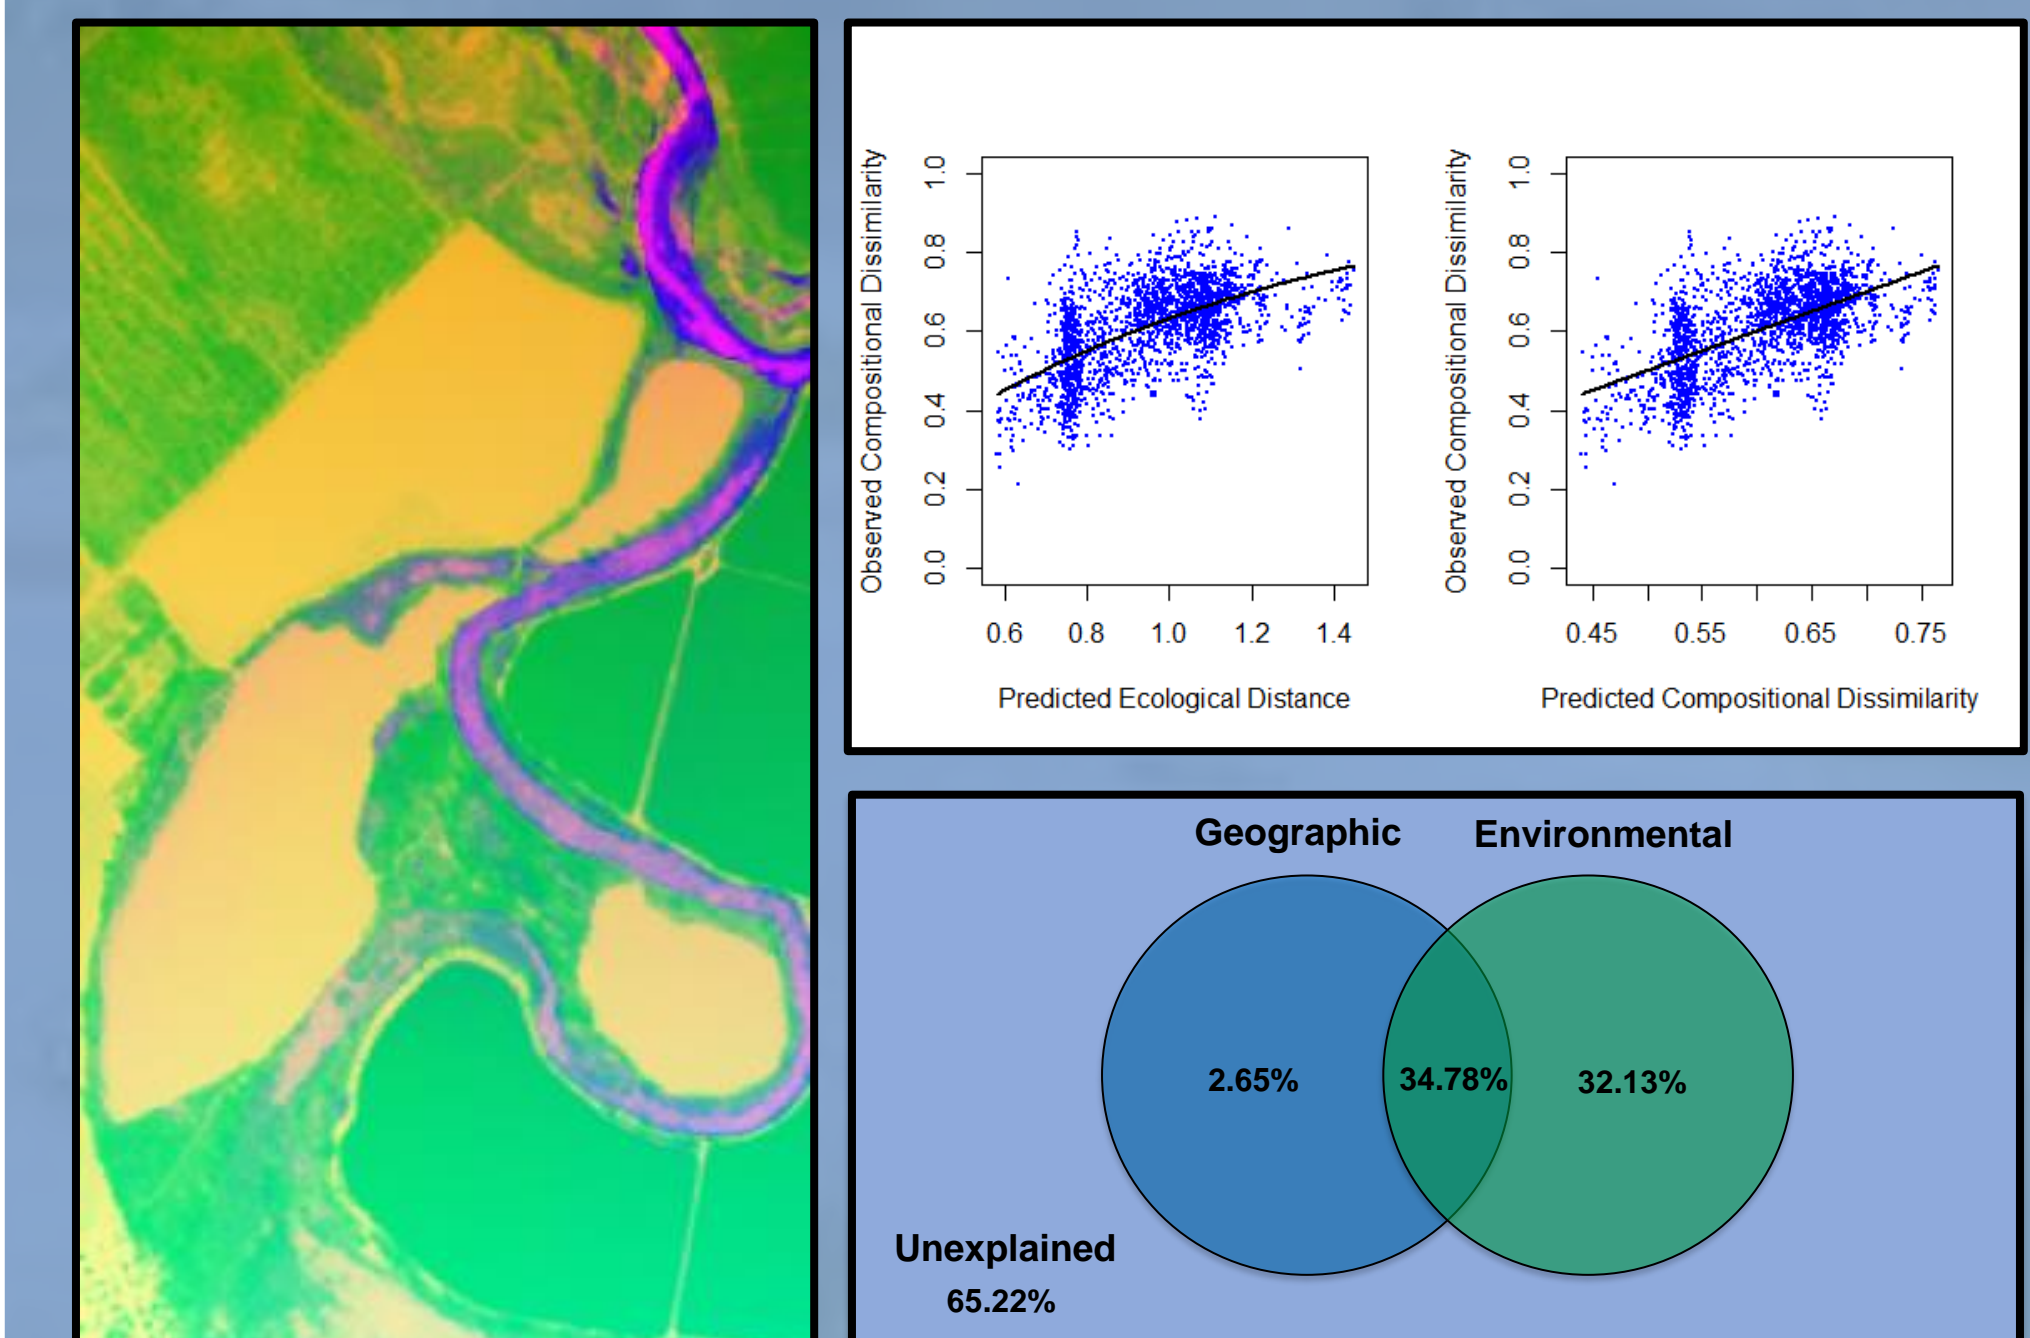 Observed Compositional Dissimilarity
1.0
0.8
0.6
0.4
0.2
0.0
0.6 0.8 1.0 1.2 1.4
Predicted Ecological Distance
Observed Compositional Dissimilarity
1.0
0.8
0.6
0.4
0.2
0.0
0.45 0.55 0.65 0.75
Predicted Compositional Dissimilarity
Geographic Environmental
2.65% 34.78% 32.13%
Unexplained
65.22%